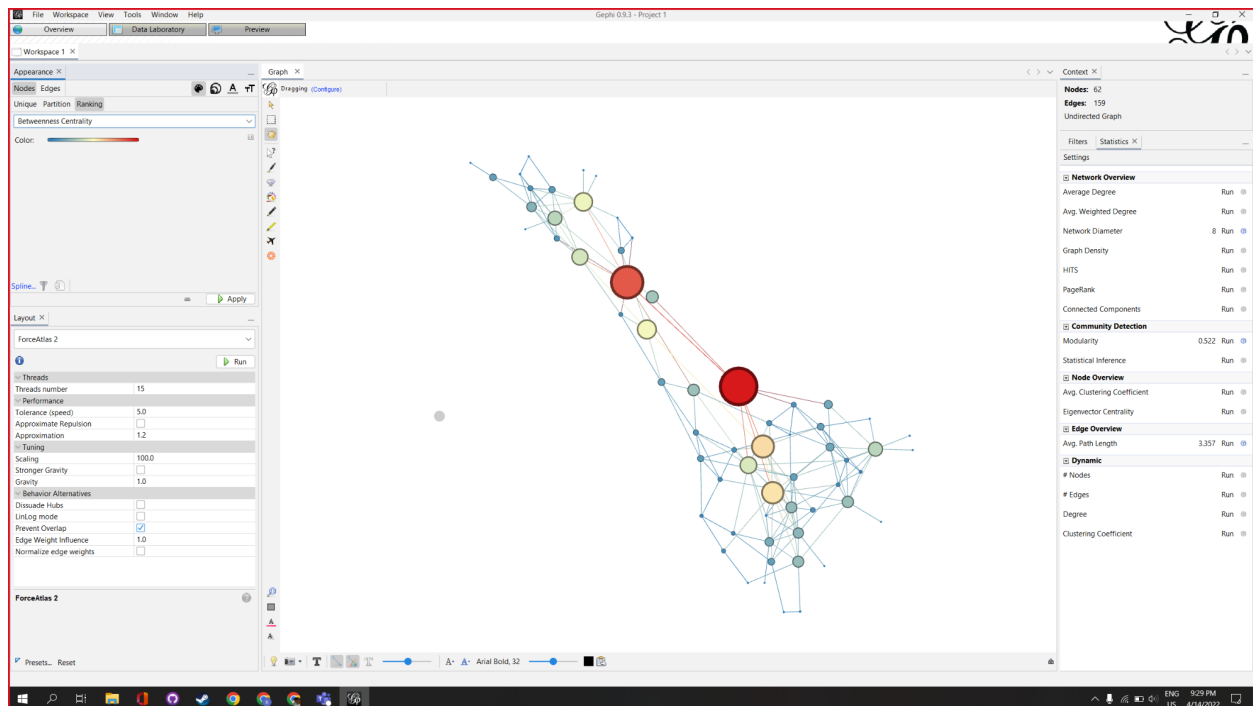 File Workspace View Tools Window Help
Gephi 0.9.3 - Project 1
Overview
Data Laboratory
Preview
Workspace 1
Appearance
Nodes Edges
Unique Partition Ranking
Betweenness Centrality
Color:
Spline...
Apply
Layout
ForceAtlas 2
Run
Threads
Threads number 15
Performance
Tolerance (speed) 5.0
Approximate Repulsion
Approximation 1.2
Tuning
Scaling 100.0
Stronger Gravity
Gravity 1.0
Behavior Alternatives
Dissuade Hubs
LinLog mode
Prevent Overlap
Edge Weight Influence 1.0
Normalize edge weights
ForceAtlas 2
Presets... Reset
Graph
Dragging (Configure)
Arial Bold, 32
Context
Nodes: 62
Edges: 159
Undirected Graph
Filters Statistics
Settings
Network Overview
Average Degree Run
Avg. Weighted Degree Run
Network Diameter 8 Run
Graph Density Run
HITS Run
PageRank Run
Connected Components Run
Community Detection
Modularity 0.522 Run
Statistical Inference Run
Node Overview
Avg. Clustering Coefficient Run
Eigenvector Centrality Run
Edge Overview
Avg. Path Length 3.357 Run
Dynamic
# Nodes Run
# Edges Run
Degree Run
Clustering Coefficient Run
ENG 9:29 PM
US 4/14/2022